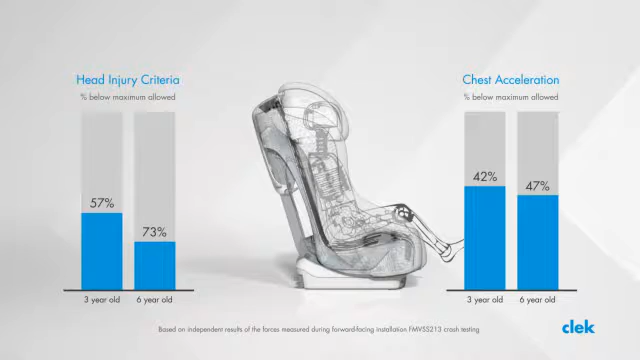 Head Injury Criteria
% below maximum allowed
57%
73%
3 year old
6 year old
Chest Acceleration
% below maximum allowed
42%
47%
3 year old
6 year old
Based on independent results of the forces measured during forward-facing installation FMVSS213 crash testing
clek